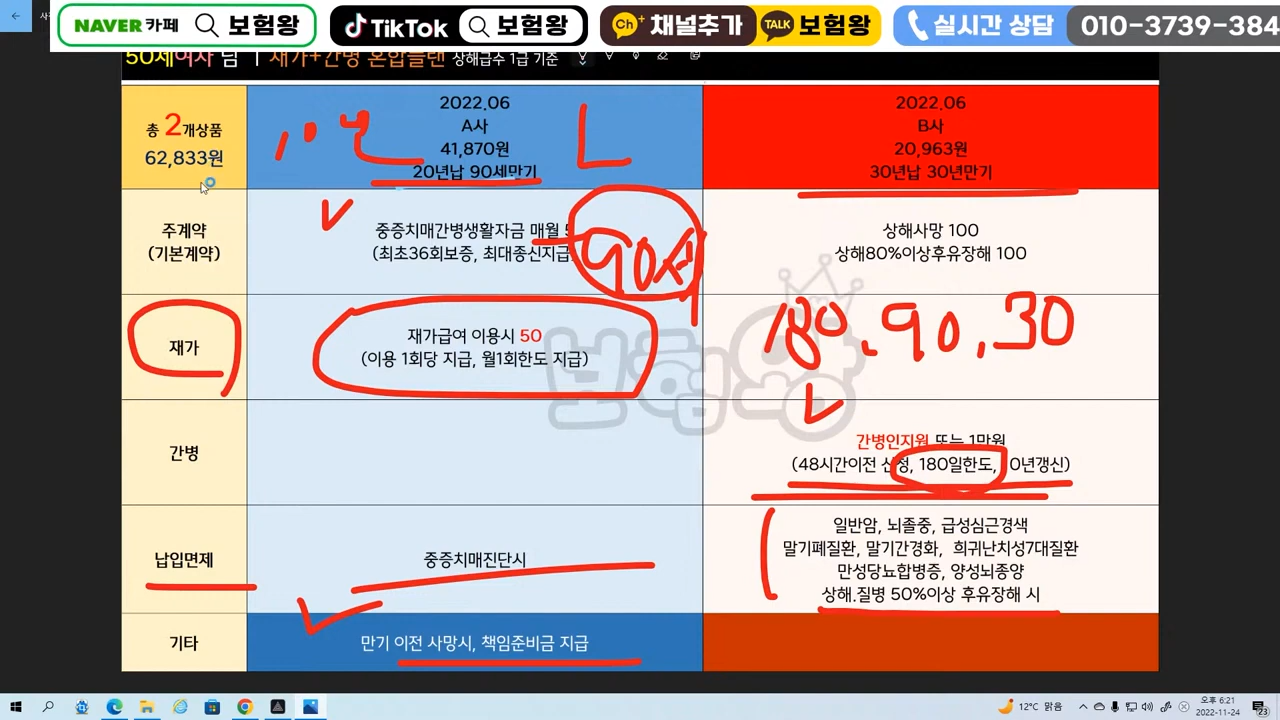 사
NAVER 카페 보험왕
TikTok 보험왕
Ch+ 채널추가 TALK 보험왕
실시간 상담 010-3739-384
50세여자 님 | 재가+간병 혼합플랜 상해급수 1급 기준
총 2개상품
62,833원
2022.06
A사
41,870원
20년납 90세만기
10년
2022.06
B사
20,963원
30년납 30년만기
주계약
(기본계약)
중증치매간병생활자금 매월
(최초36회보증, 최대종신지급
90세
상해사망 100
상해80%이상후유장해 100
재가
재가급여 이용시 50
(이용 1회당 지급, 월1회한도 지급)
180, 90, 30
보험왕
간병
간병인지원 또는 1만원
(48시간이전 신청, 180일한도, 0년갱신)
납입면제
중증치매진단시
일반암, 뇌졸중, 급성심근경색
말기폐질환, 말기간경화, 희귀난치성7대질환
만성당뇨합병증, 양성뇌종양
상해.질병 50%이상 후유장해 시
기타
만기 이전 사망시, 책임준비금 지급
12°C 맑음
오후 6:21
2022-11-24
23